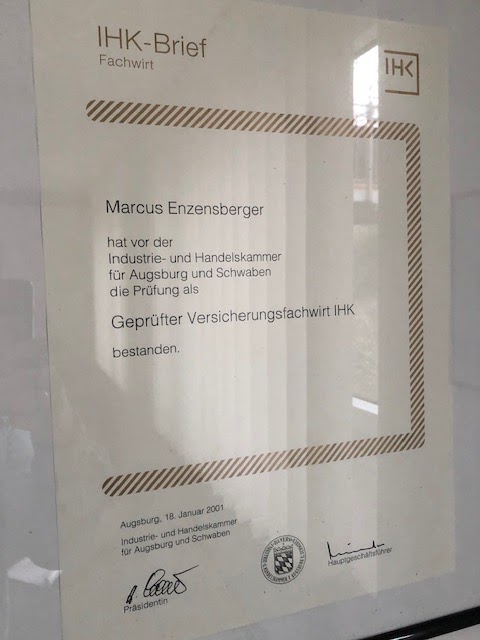 IHK-Brief
Fachwirt
IHK
Marcus Enzensberger
hat vor der
Industrie- und Handelskammer
für Augsburg und Schwaben
die Prüfung als
Geprüfter Versicherungsfachwirt IHK
bestanden.
Augsburg, 18. Januar 2001
Industrie- und Handelskammer
für Augsburg und Schwaben
Präsidentin
Hauptgeschäftsführer